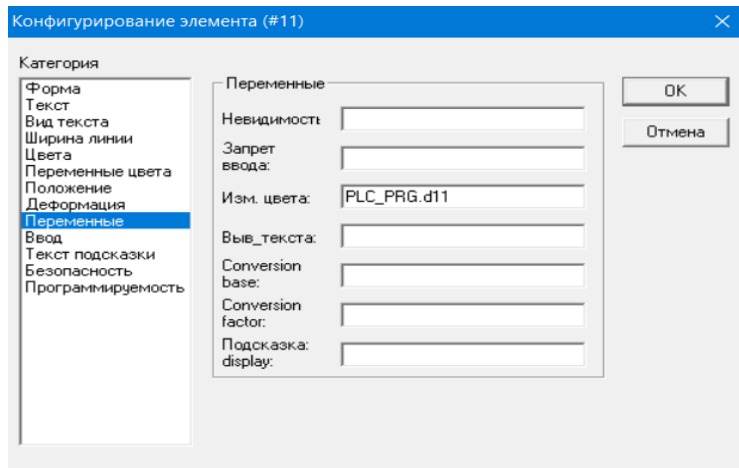 Конфигурирование элемента (#11)
Категория
Форма
Текст
Вид текста
Ширина линии
Цвета
Переменные цвета
Положение
Деформация
Переменные
Ввод
Текст подсказки
Безопасность
Программируемость
Переменные
Невидимость
Запрет
ввода:
Изм. цвета:
PLC_PRG.d11
Выв_текста:
Conversion
base:
Conversion
factor:
Подсказка:
display:
OK
Отмена